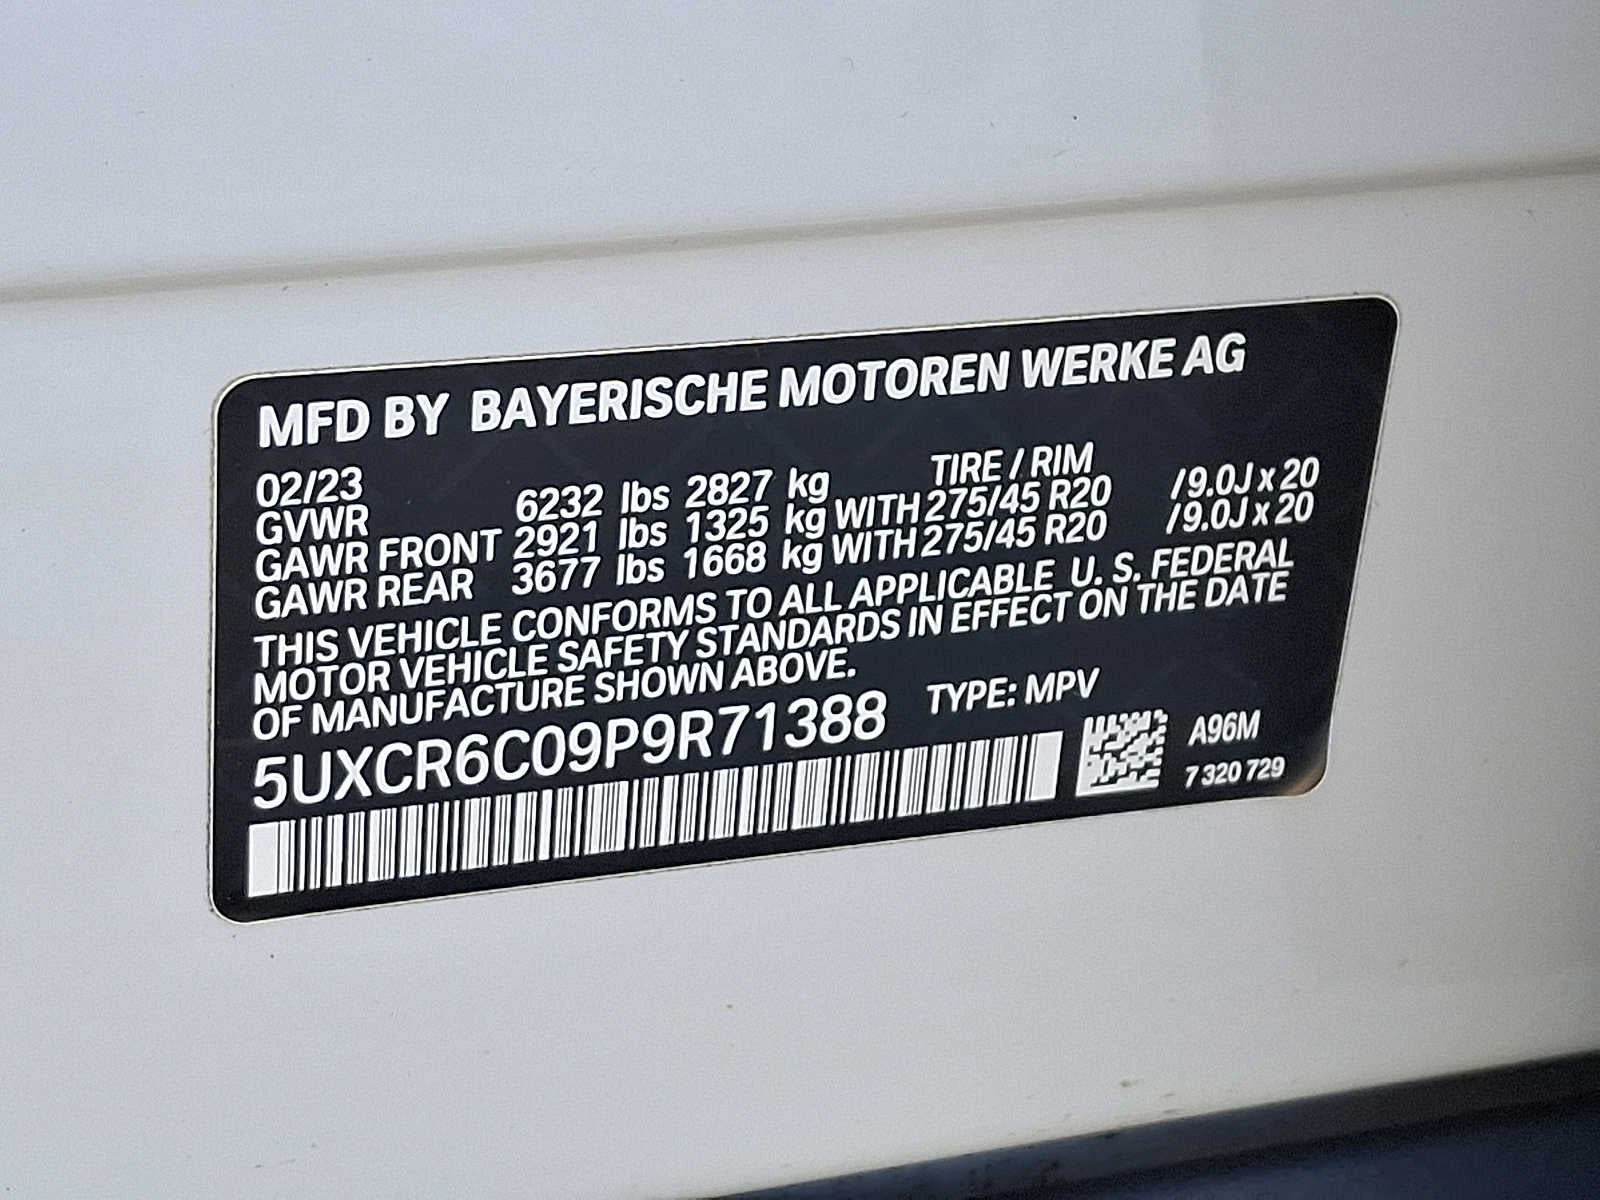 MFD BY BAYERISCHE MOTOREN WERKE AG
02/23 TIRE / RIM
GVWR 6232 lbs 2827 kg
GAWR FRONT 2921 lbs 1325 kg WITH 275/45 R20 /9.0J x 20
GAWR REAR 3677 lbs 1668 kg WITH 275/45 R20 /9.0J x 20
THIS VEHICLE CONFORMS TO ALL APPLICABLE U. S. FEDERAL
MOTOR VEHICLE SAFETY STANDARDS IN EFFECT ON THE DATE
OF MANUFACTURE SHOWN ABOVE.
5UXCR6C09P9R71388 TYPE: MPV
A96M
7 320 729